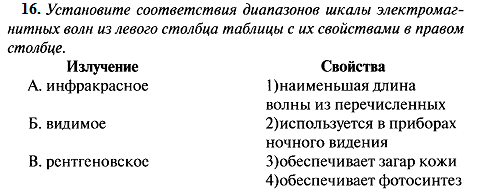 16. Установите соответствия диапазонов шкалы электромаг-
нитных волн из левого столбца таблицы с их свойствами в правом
столбце.
Излучение Свойства
А. инфракрасное 1)наименьшая длина
волны из перечисленных
Б. видимое 2)используется в приборах
ночного видения
В. рентгеновское 3)обеспечивает загар кожи
4)обеспечивает фотосинтез